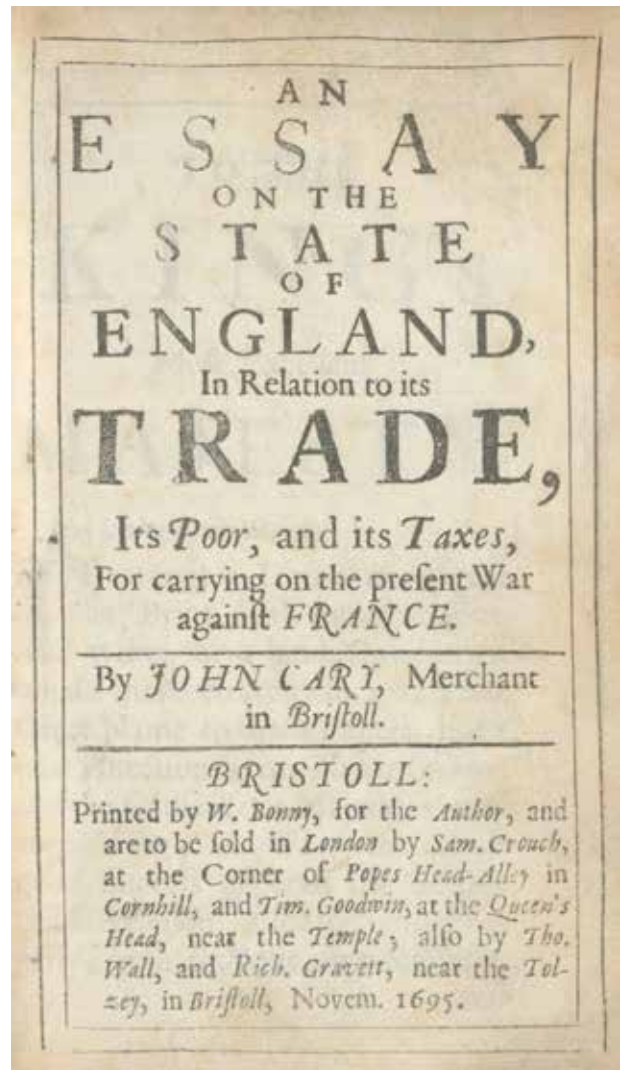 AN
ESSAY
ON THE
STATE
OF
ENGLAND,
In Relation to its
TRADE,
Its Poor, and its Taxes,
For carrying on the preſent War
againſt FRANCE.
By JOHN CARY, Merchant
in Briſtoll.
BRISTOLL:
Printed by W. Bonny, for the Author, and
are to be ſold in London by Sam. Crouch,
at the Corner of Popes Head-Alley in
Cornhill, and Tim. Goodwin, at the Queen's
Head, near the Temple; alſo by Tho.
Wall, and Rich. Gravett, near the Tol-
zey, in Briſtoll, Novem. 1695.